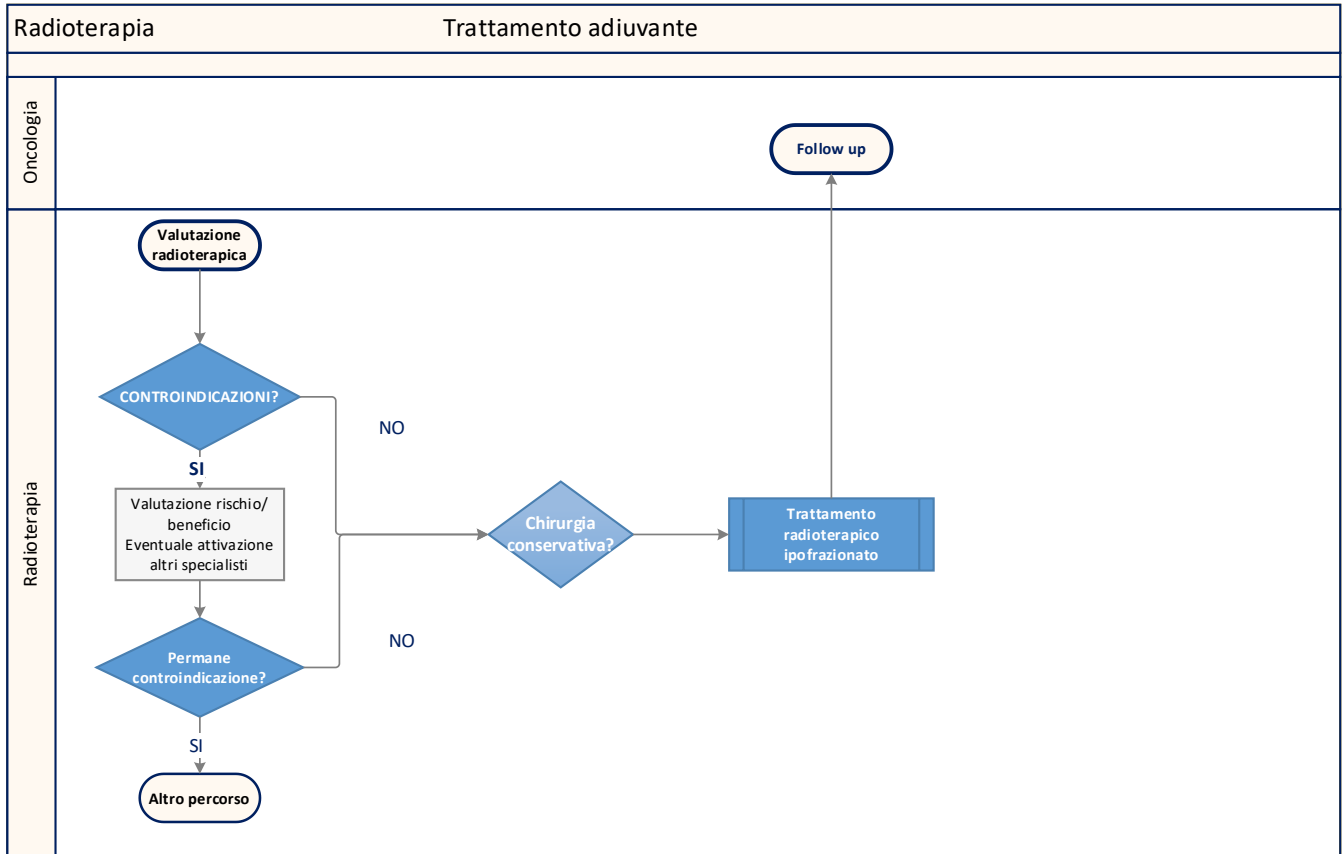 Radioterapia
Trattamento adiuvante
Oncologia
Follow up
Radioterapia
Valutazione
radioterapica
CONTROINDICAZIONI?
NO
SI
Valutazione rischio/
beneficio
Eventuale attivazione
altri specialisti
Chirurgia
conservativa?
Trattamento
radioterapico
ipofrazionato
NO
Permane
controindicazione?
SI
Altro percorso